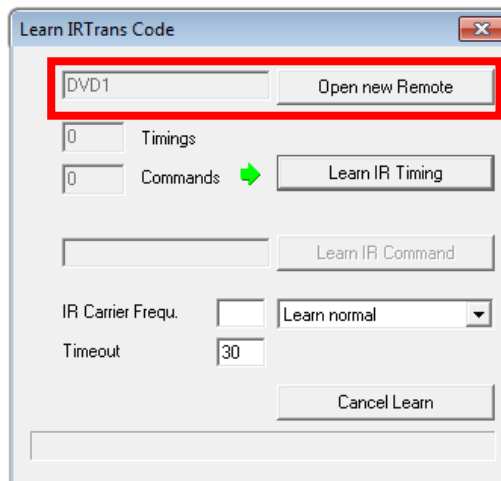 Learn IRTrans Code
DVD1 Open new Remote
0 Timings
0 Commands Learn IR Timing
Learn IR Command
IR Carrier Frequ. Learn normal
Timeout 30
Cancel Learn